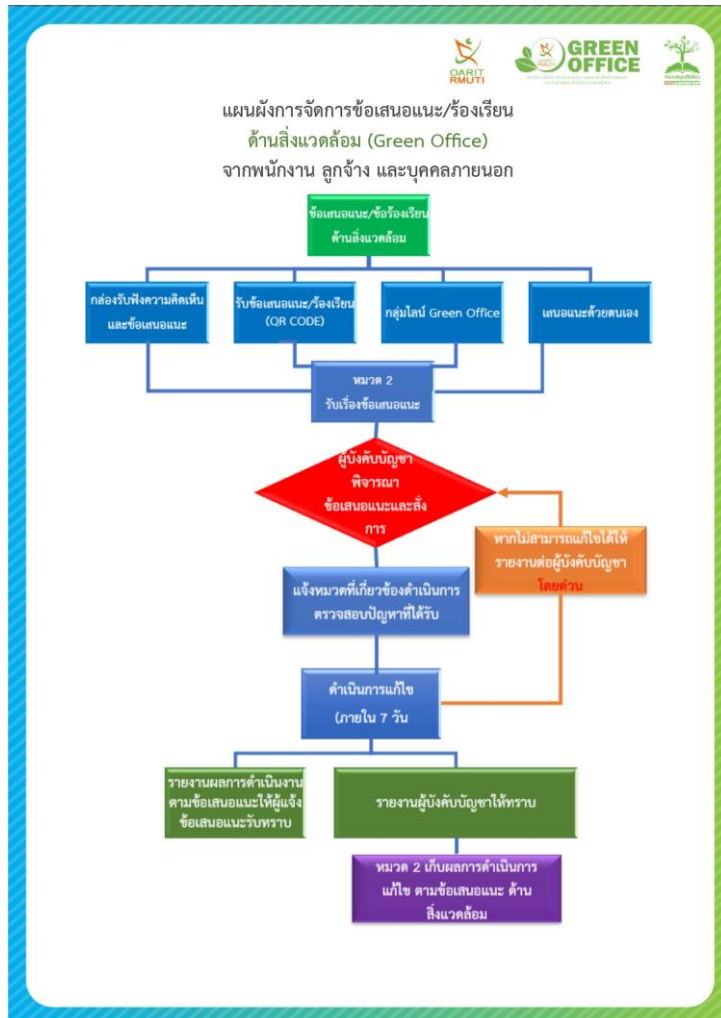 OARIT
RMUTI
OARIT
RMUTI
GREEN
OFFICE
แผนผังการจัดการข้อเสนอแนะ/ร้องเรียน
ด้านสิ่งแวดล้อม (Green Office)
จากพนักงาน ลูกจ้าง และบุคคลภายนอก
ข้อเสนอแนะ/ข้อร้องเรียน
ด้านสิ่งแวดล้อม
กล่องรับฟังความคิดเห็น
และข้อเสนอแนะ
รับข้อเสนอแนะ/ร้องเรียน
(QR CODE)
กลุ่มไลน์ Green Office
เสนอแนะด้วยตนเอง
หมวด 2
รับเรื่องข้อเสนอแนะ
ผู้บังคับบัญชา
พิจารณา
ข้อเสนอแนะและสั่ง
การ
หากไม่สามารถแก้ไขได้ให้
รายงานต่อผู้บังคับบัญชา
โดยด่วน
แจ้งหมวดที่เกี่ยวข้องดำเนินการ
ตรวจสอบปัญหาที่ได้รับ
ดำเนินการแก้ไข
(ภายใน 7 วัน
รายงานผลการดำเนินงาน
ตามข้อเสนอแนะให้ผู้แจ้ง
ข้อเสนอแนะรับทราบ
รายงานผู้บังคับบัญชาให้ทราบ
หมวด 2 เก็บผลการดำเนินการ
แก้ไข ตามข้อเสนอแนะ ด้าน
สิ่งแวดล้อม